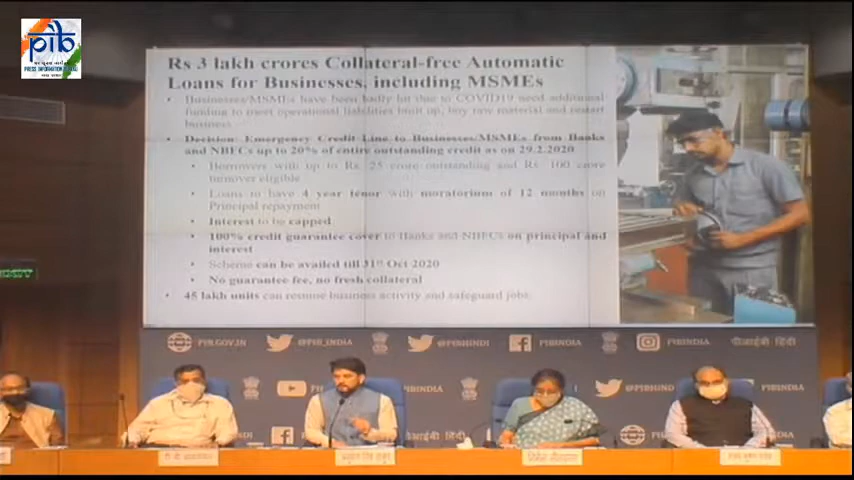 pib
PRESS INFORMATION BUREAU
Rs 3 lakh crores Collateral-free Automatic
Loans for Businesses, including MSMEs
Businesses/MSMEs have been badly hit due to COVID19 need additional
funding to meet operational liabilities built up, buy raw material and restart
business
Decision: Emergency Credit Line to Businesses/MSMEs from Banks
and NBFCs up to 20% of entire outstanding credit as on 29.2.2020
Borrowers with up to Rs. 25 crore outstanding and Rs. 100 crore
turnover eligible
Loans to have 4 year tenor with moratorium of 12 months on
Principal repayment
Interest to be capped
100% credit guarantee cover to Banks and NBFCs on principal and
interest
Scheme can be availed till 31st Oct 2020
No guarantee fee, no fresh collateral
45 lakh units can resume business activity and safeguard jobs
EXIT
PIB.GOV.IN @PIB_INDIA @PIBHINDI PIBINDIA PIBINDIA पीआईबी हिंदी
PIBINDIA @PIBHINDI PIBINDIA